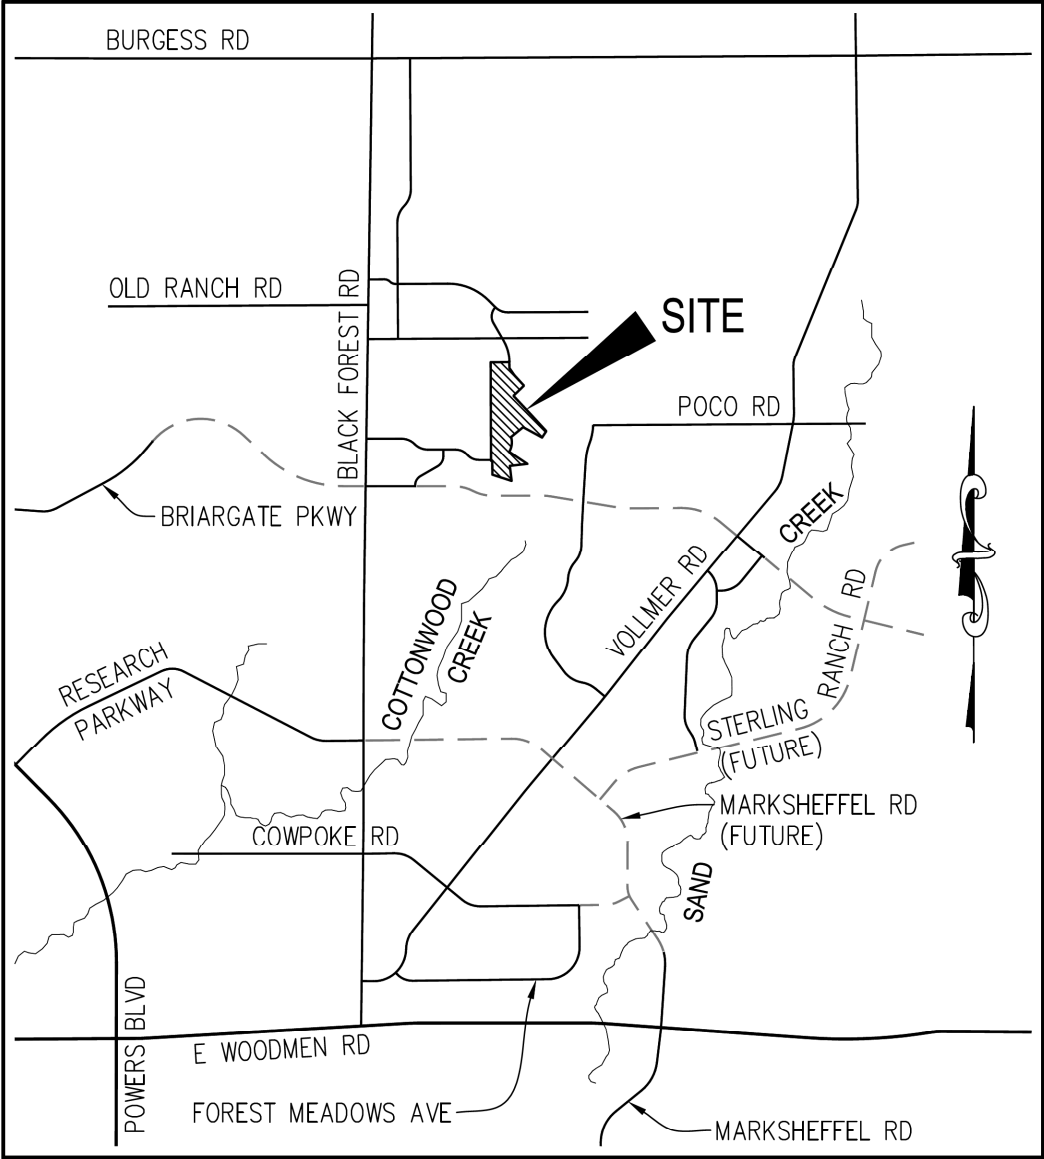 BURGESS RD
OLD RANCH RD
BLACK FOREST RD
SITE
POCO RD
BRIARGATE PKWY
CREEK
VOLLMER RD
RANCH RD
COTTONWOOD
CREEK
RESEARCH
PARKWAY
STERLING
(FUTURE)
MARKSHEFFEL RD
(FUTURE)
COWPOKE RD
SAND
POWERS BLVD
E WOODMEN RD
FOREST MEADOWS AVE
MARKSHEFFEL RD